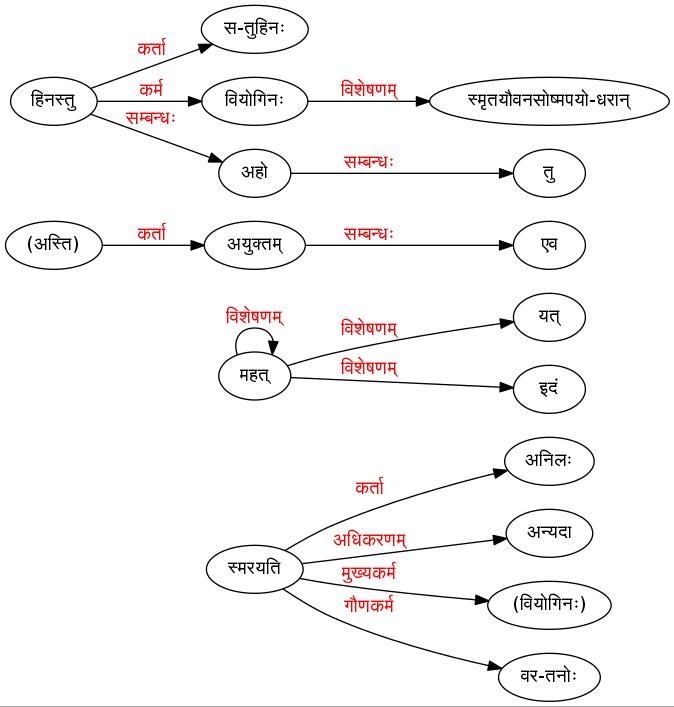 स-तुहिनः
कर्ता
हिनस्तु
कर्म
वियोगिनः
विशेषणम्
स्मृतयौवनसोष्मपयो-धरान्
सम्बन्धः
अहो
सम्बन्धः
तु
(अस्ति)
कर्ता
अयुक्तम्
सम्बन्धः
एव
विशेषणम्
महत्
विशेषणम्
यत्
विशेषणम्
इदं
स्मरयति
कर्ता
अनिलः
अधिकरणम्
अन्यदा
मुख्यकर्म
(वियोगिनः)
गौणकर्म
वर-तनोः